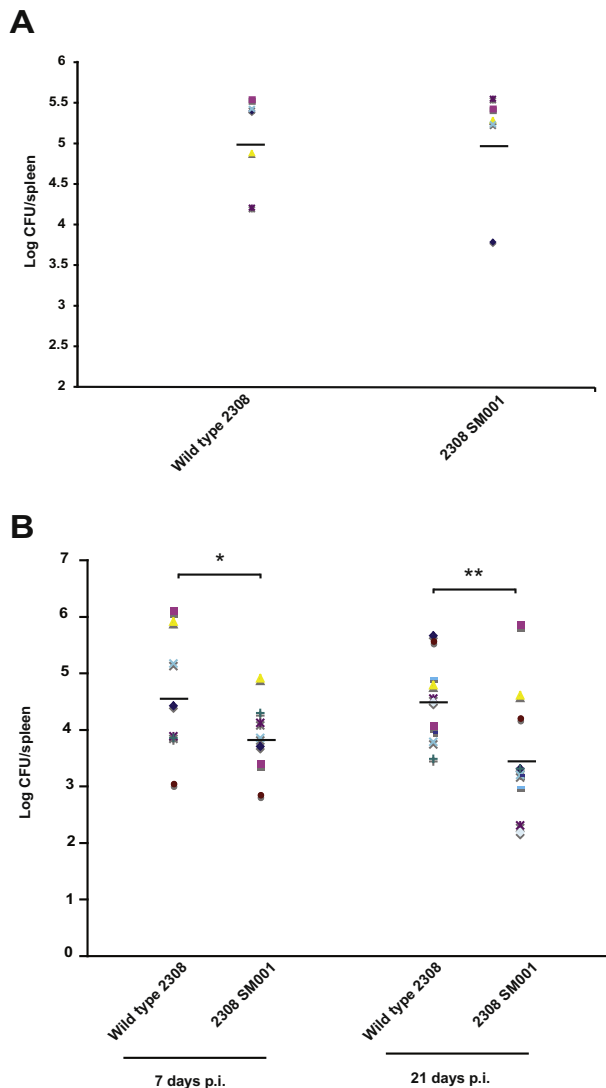 A
6
5.5
5
4.5
4
3.5
3
2.5
2
Log CFU/spleen
Wild type 2308
2308 SM001
B
7
6
5
4
3
2
1
0
Log CFU/spleen
*
**
Wild type 2308
2308 SM001
Wild type 2308
2308 SM001
7 days p.i.
21 days p.i.